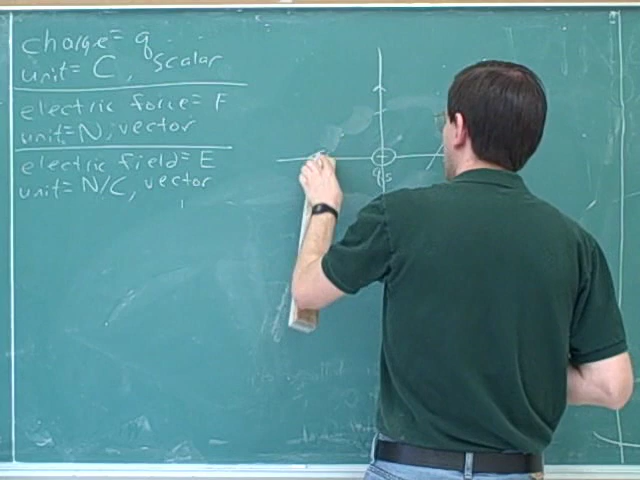 charge= q
unit= C, scalar
electric force= F
unit=N, vector
electric field= E
unit= N/C, vector
qs